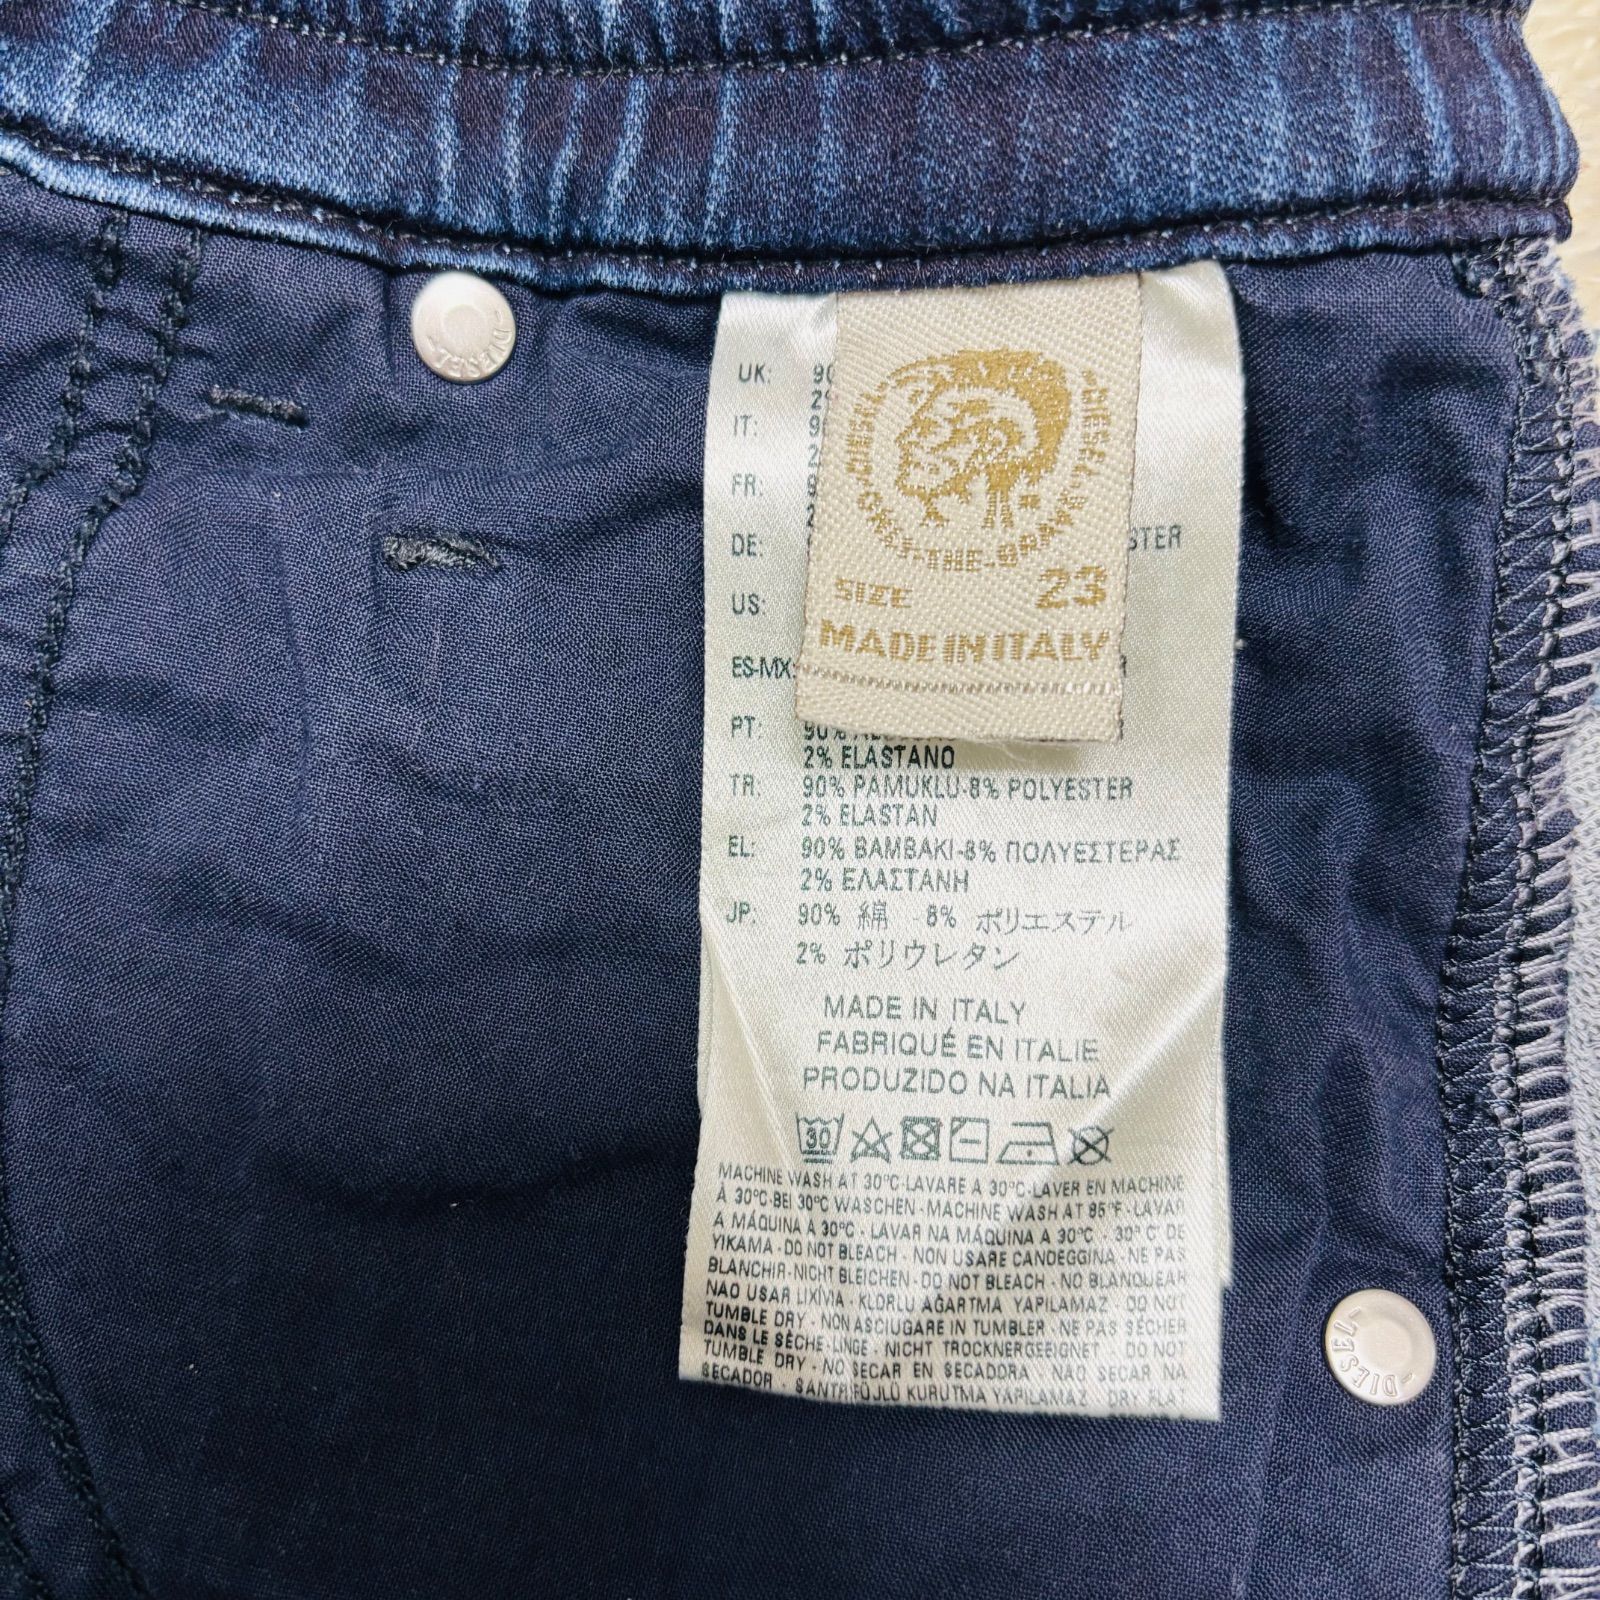 -DIESEL-
DIESEL
DIESEL
ONLY-THE-BRAVE
SIZE 23
MADE IN ITALY
UK:
IT:
FR:
DE:
US:
ES-MX:
PT: 90%
2% ELASTANO
TR: 90% PAMUKLU-8% POLYESTER
2% ELASTAN
EL: 90% ΒΑΜΒΑΚΙ-8% ΠΟΛΥΕΣΤΕΡΑΣ
2% ΕΛΑΣΤΑΝΗ
JP: 90% 綿 -8% ポリエステル
2% ポリウレタン
MADE IN ITALY
FABRIQUÉ EN ITALIE
PRODUZIDO NA ITALIA
30
MACHINE WASH AT 30°C-LAVARE A 30°C-LAVER EN MACHINE
À 30°C-BEI 30°C WASCHEN-MACHINE WASH AT 85°F-LAVAR
A MÁQUINA A 30°C - LAVAR NA MÁQUINA A 30°C - 30°C' DE
YIKAMA-DO NOT BLEACH - NON USARE CANDEGGINA-NE PAS
BLANCHIR-NICHT BLEICHEN-DO NOT BLEACH-NO BLANQUEAR
NAO USAR LIXÍVIA-KLORLU AĞARTMA YAPILAMAZ-DO NOT
TUMBLE DRY - NON ASCIUGARE IN TUMBLER-NE PAS SÉCHER
DANS LE SÈCHE-LINGE - NICHT TROCKNERGEEIGNET - DO NOT
TUMBLE DRY - NO SECAR EN SECADORA - NAO SECAR NA
SECADOR - SANTRİFÜJLÜ KURUTMA YAPILAMAZ DRY FLAT
-DIESEL-